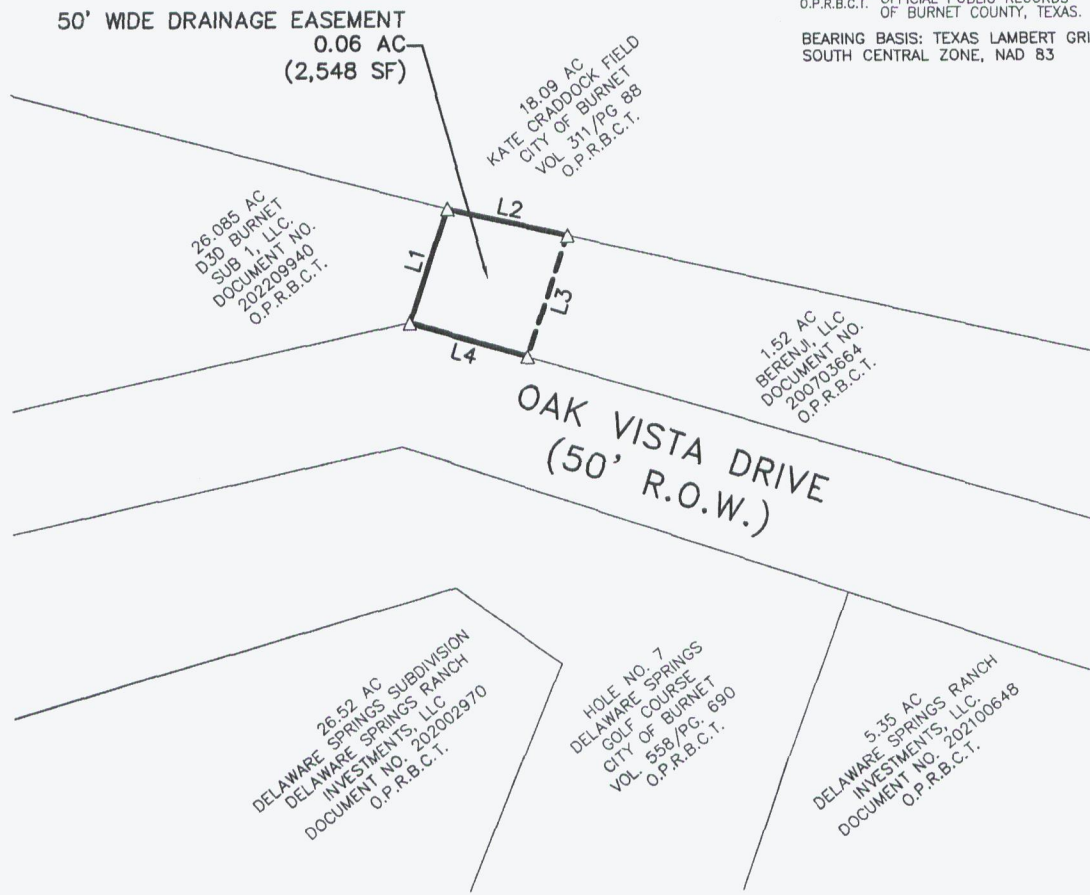 50' WIDE DRAINAGE EASEMENT
0.06 AC
(2,548 SF)
O.P.R.B.C.T. OFFICIAL PUBLIC RECORDS
OF BURNET COUNTY, TEXAS.
BEARING BASIS: TEXAS LAMBERT GRI
SOUTH CENTRAL ZONE, NAD 83
18.09 AC
KATE CRADDOCK FIELD
CITY OF BURNET
VOL 311/PG 88
O.P.R.B.C.T.
26.085 AC
D3D BURNET
SUB 1, LLC.
DOCUMENT NO.
202209940
O.P.R.B.C.T.
L2
L1
L3
L4
1.52 AC
BERENJI, LLC
DOCUMENT NO.
200703664
O.P.R.B.C.T.
OAK VISTA DRIVE
(50' R.O.W.)
26.52 AC
DELAWARE SPRINGS SUBDIVISION
DELAWARE SPRINGS RANCH
INVESTMENTS, LLC
DOCUMENT NO. 202002970
O.P.R.B.C.T.
HOLE NO. 7
DELAWARE SPRINGS
GOLF COURSE
CITY OF BURNET
VOL. 558/PG. 690
O.P.R.B.C.T.
5.35 AC
DELAWARE SPRINGS RANCH
INVESTMENTS, LLC.
DOCUMENT NO. 202100648
O.P.R.B.C.T.